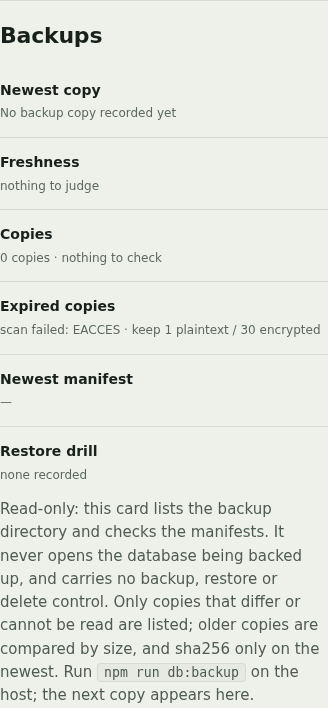 Backups
Newest copy
No backup copy recorded yet
Freshness
nothing to judge
Copies
0 copies · nothing to check
Expired copies
scan failed: EACCES · keep 1 plaintext / 30 encrypted
Newest manifest
—
Restore drill
none recorded
Read-only: this card lists the backup
directory and checks the manifests. It
never opens the database being backed
up, and carries no backup, restore or
delete control. Only copies that differ or
cannot be read are listed; older copies are
compared by size, and sha256 only on the
newest. Run npm run db:backup on the
host; the next copy appears here.